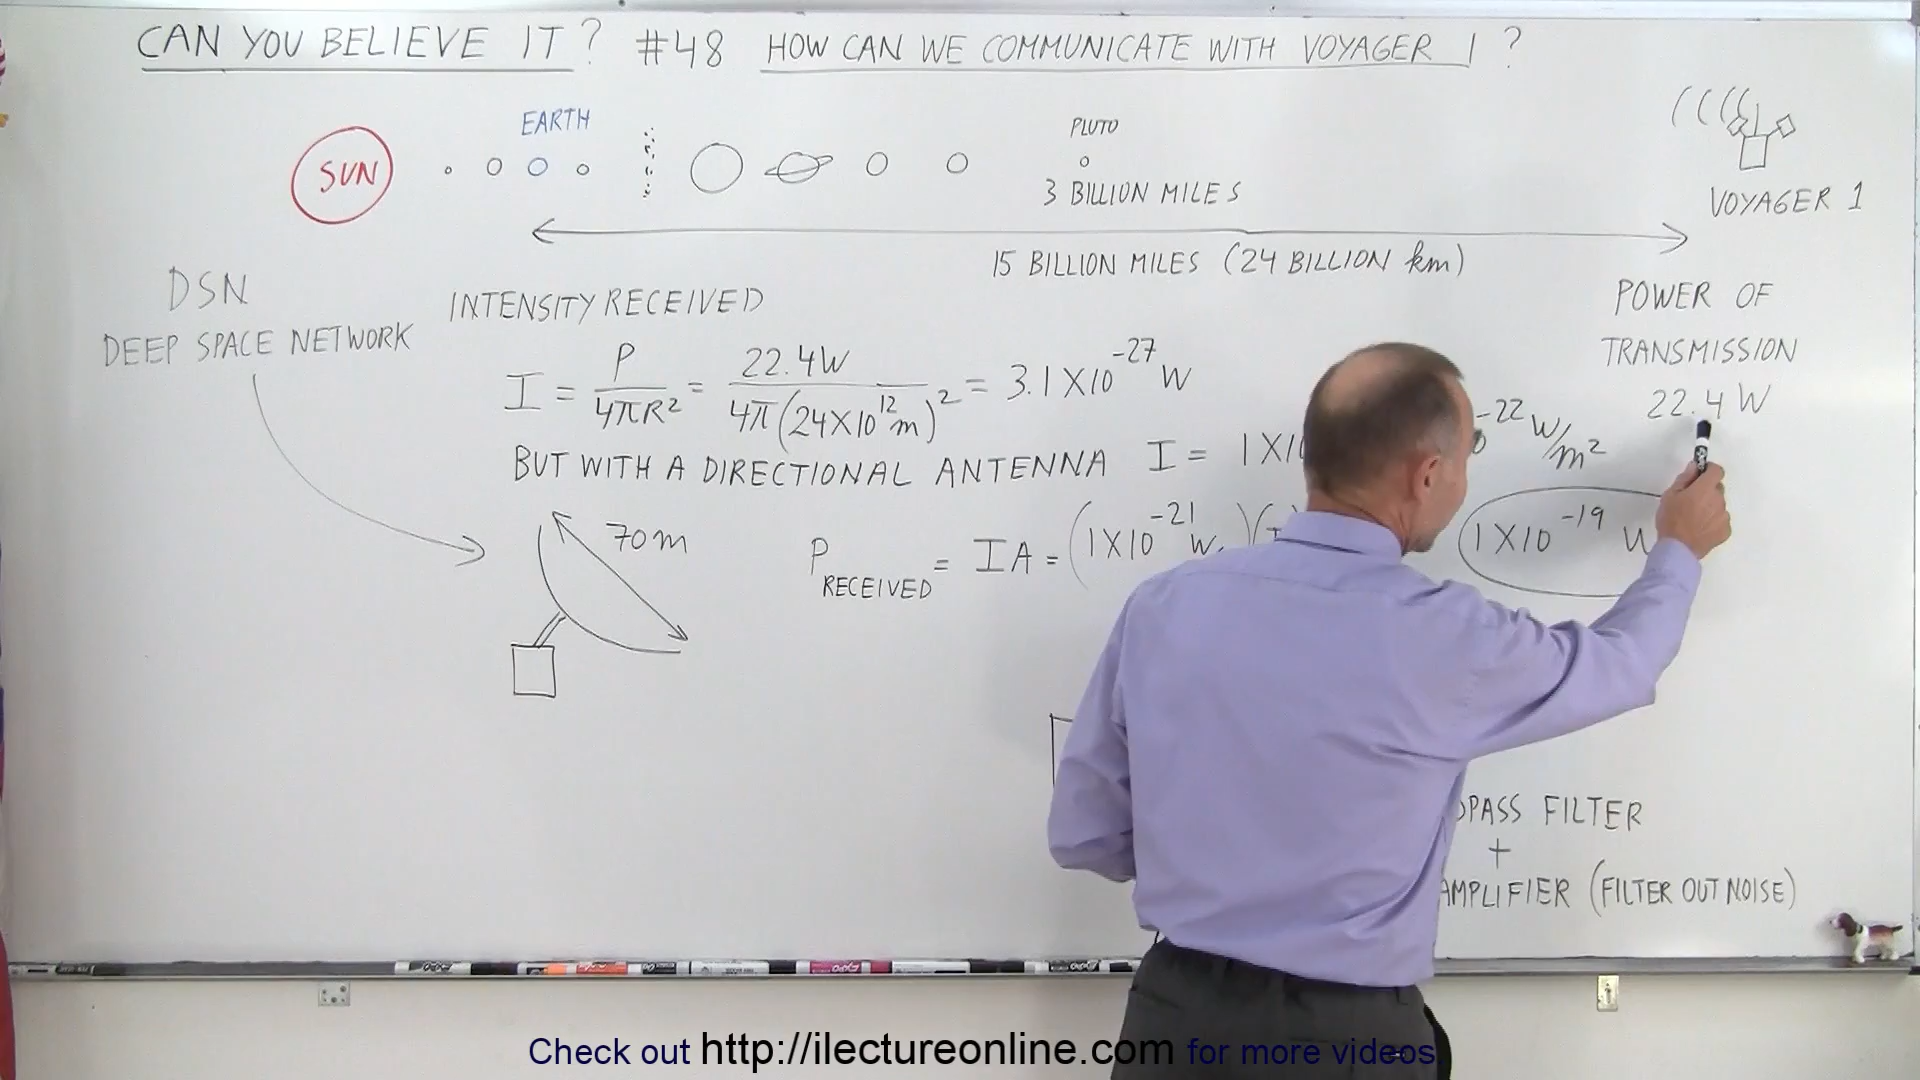 CAN YOU BELIEVE IT? #48 HOW CAN WE COMMUNICATE WITH VOYAGER 1?
EARTH
PLUTO
SUN
3 BILLION MILES
VOYAGER 1
15 BILLION MILES (24 BILLION km)
DSN
DEEP SPACE NETWORK
INTENSITY RECEIVED
POWER OF
TRANSMISSION
22.4 W
I = P/4πR² = 22.4W/4π(24X10¹²m)² = 3.1X10⁻²⁷ W
BUT WITH A DIRECTIONAL ANTENNA I = 1X10 ⁻²² W/m²
70m
P RECEIVED = IA = (1X10⁻²¹ W )( 1X10⁻¹⁹ W
PASS FILTER
+
AMPLIFIER (FILTER OUT NOISE)
Check out http://ilectureonline.com for more videos